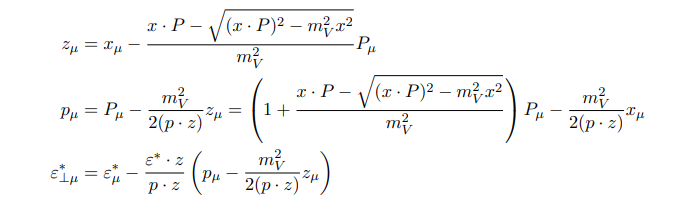 z_μ = x_μ − \frac{x · P − \sqrt{(x · P)^2 − m_V^2 x^2}}{m_V^2} P_μ
p_μ = P_μ − \frac{m_V^2}{2(p · z)} z_μ = \left( 1 + \frac{x · P − \sqrt{(x · P)^2 − m_V^2 x^2}}{m_V^2} \right) P_μ − \frac{m_V^2}{2(p · z)} x_μ
ε^*_{⊥μ} = ε^*_μ − \frac{ε^* · z}{p · z} \left( p_μ − \frac{m_V^2}{2(p · z)} z_μ \right)